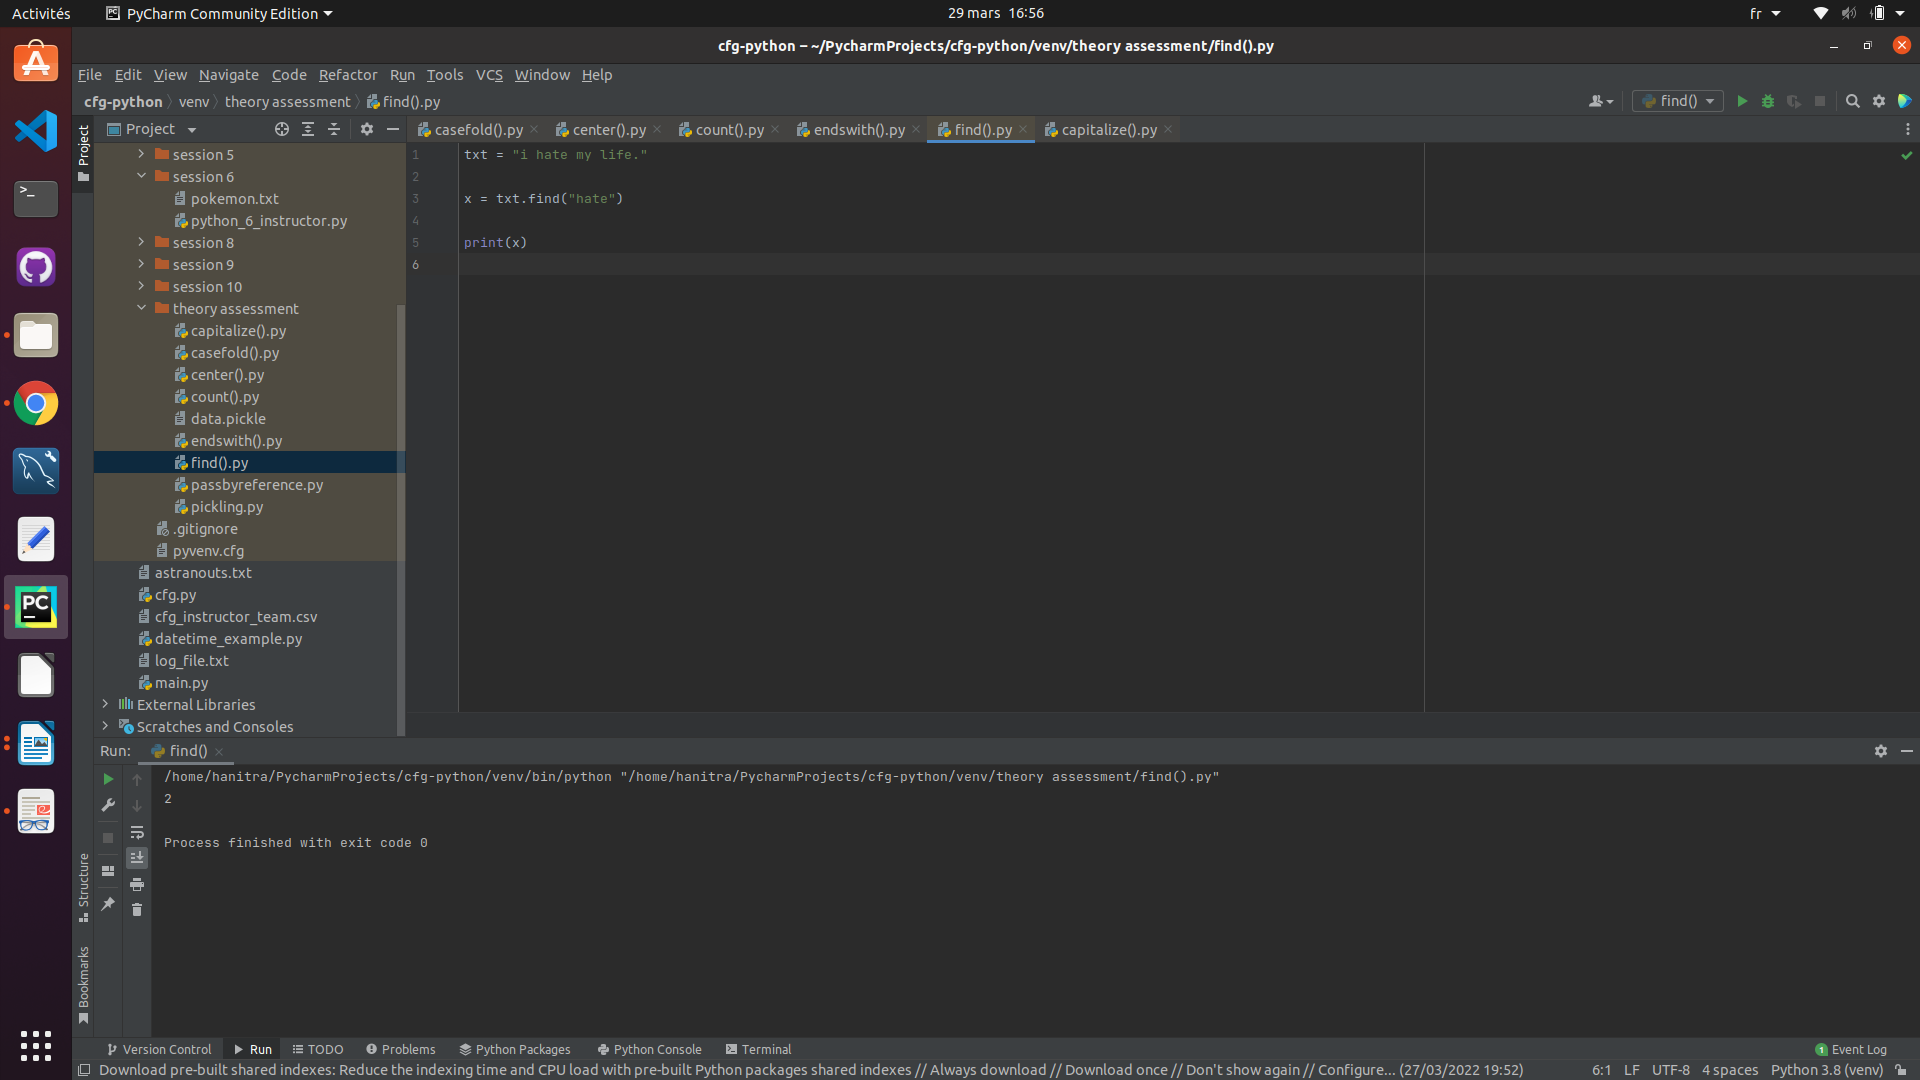 Activités
PyCharm Community Edition
29 mars 16:56
fr
cfg-python – ~/PycharmProjects/cfg-python/venv/theory assessment/find().py
File Edit View Navigate Code Refactor Run Tools VCS Window Help
cfg-python venv theory assessment find().py
find()
Project
Project
casefold().py center().py count().py endswith().py find().py capitalize().py
session 5
session 6
pokemon.txt
python_6_instructor.py
session 8
session 9
session 10
theory assessment
capitalize().py
casefold().py
center().py
count().py
data.pickle
endswith().py
find().py
passbyreference.py
pickling.py
.gitignore
pyvenv.cfg
astranouts.txt
cfg.py
cfg_instructor_team.csv
datetime_example.py
log_file.txt
main.py
External Libraries
Scratches and Consoles
1 txt = "i hate my life."
2
3 x = txt.find("hate")
4
5 print(x)
6
Run: find()
/home/hanitra/PycharmProjects/cfg-python/venv/bin/python "/home/hanitra/PycharmProjects/cfg-python/venv/theory assessment/find().py"
2
Process finished with exit code 0
Structure
Bookmarks
Version Control Run TODO Problems Python Packages Python Console Terminal
1 Event Log
Download pre-built shared indexes: Reduce the indexing time and CPU load with pre-built Python packages shared indexes // Always download // Download once // Don't show again // Configure... (27/03/2022 19:52)
6:1 LF UTF-8 4 spaces Python 3.8 (venv)
PC
PC
>_